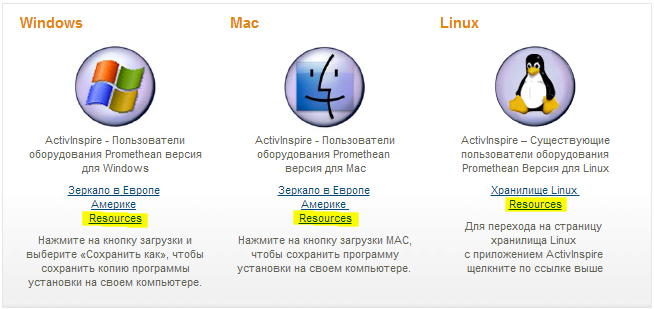 Windows
ActivInspire - Пользователи
оборудования Promethean версия
для Windows
Зеркало в Европе
Америке
Resources
Нажмите на кнопку загрузки и
выберите «Сохранить как», чтобы
сохранить копию программы
установки на своем компьютере.
Mac
ActivInspire - Пользователи
оборудования Promethean
версия для Mac
Зеркало в Европе
Америке
Resources
Нажмите на кнопку загрузки MAC,
чтобы сохранить программу
установки на своем компьютере.
Linux
ActivInspire – Существующие
пользователи оборудования
Promethean Версия для Linux
Хранилище Linux
Resources
Для перехода на страницу
хранилища Linux
с приложением ActivInspire
щелкните по ссылке выше